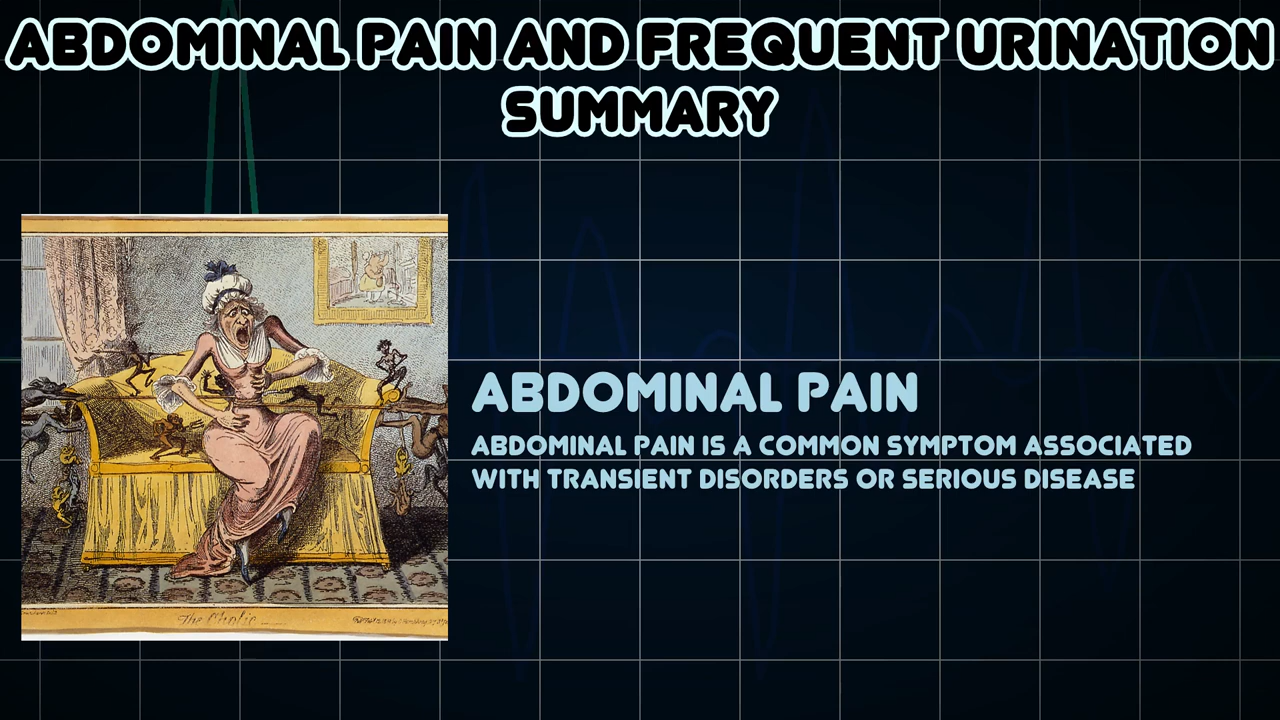 ABDOMINAL PAIN AND FREQUENT URINATION
SUMMARY
ABDOMINAL PAIN
ABDOMINAL PAIN IS A COMMON SYMPTOM ASSOCIATED
WITH TRANSIENT DISORDERS OR SERIOUS DISEASE
The Cholic